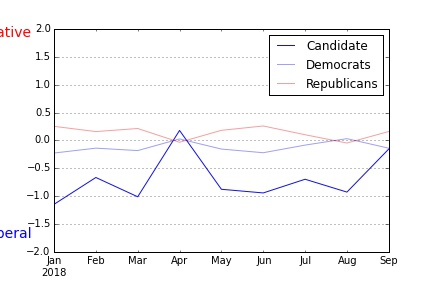 ative
beral
2.0
1.5
1.0
0.5
0.0
−0.5
−1.0
−1.5
−2.0
Candidate
Democrats
Republicans
Jan Feb Mar Apr May Jun Jul Aug Sep
2018